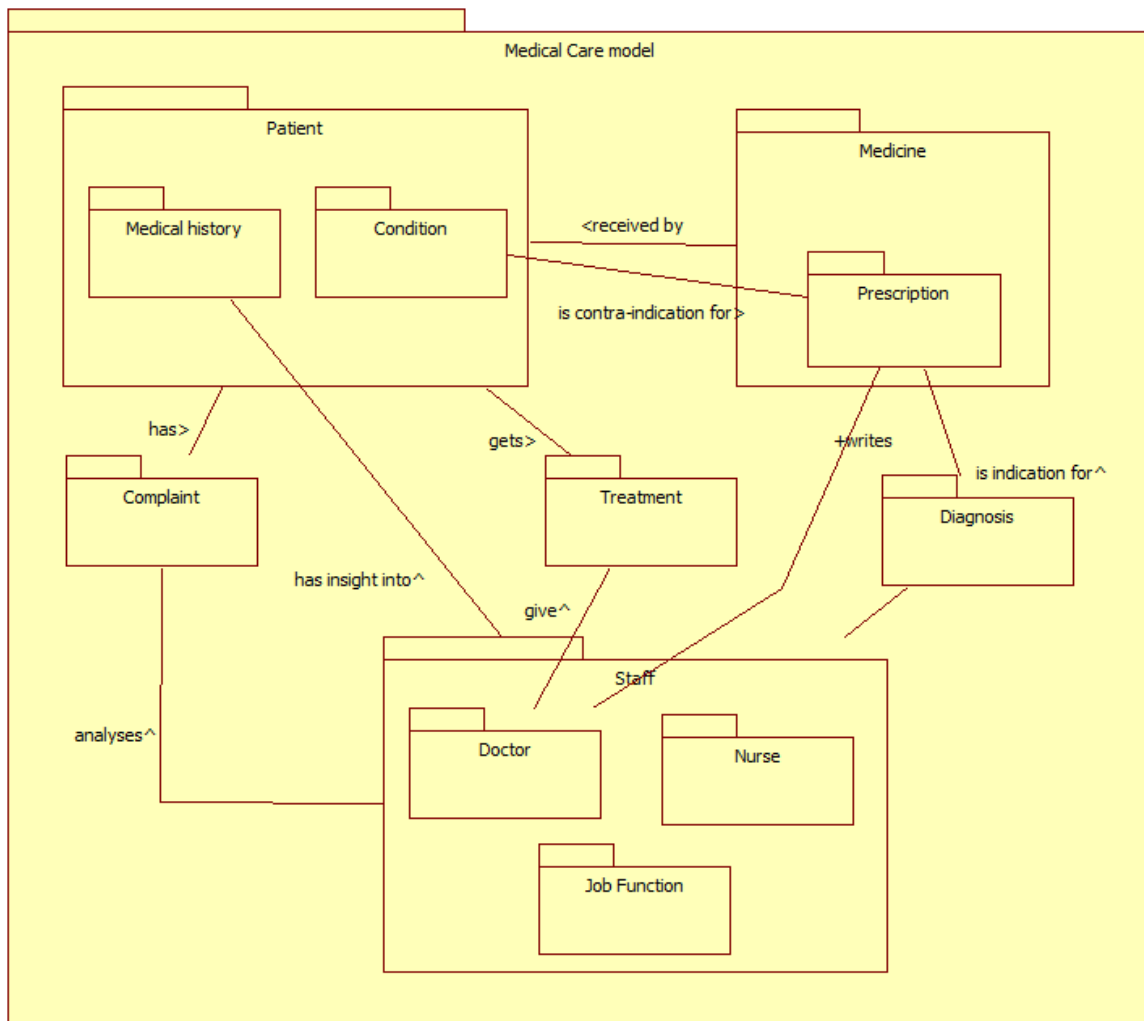 Medical Care model
Patient
Medicine
Medical history
Condition
<received by
Prescription
is contra-indication for>
has>
gets>
+writes
is indication for^
Complaint
Treatment
Diagnosis
has insight into^
give^
Staff
analyses^
Doctor
Nurse
Job Function